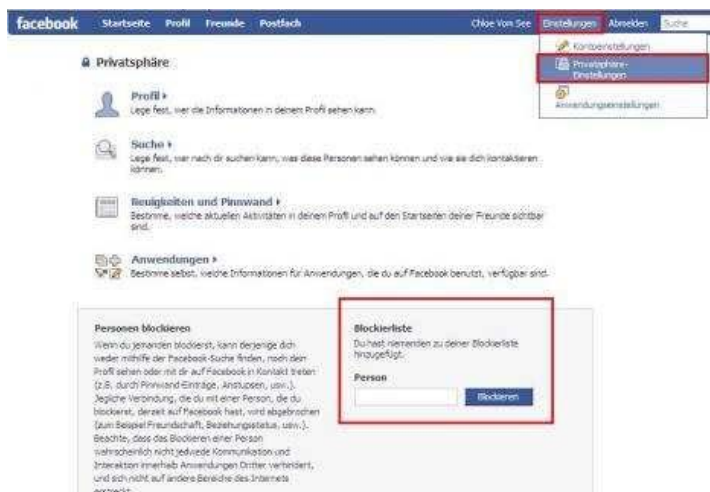 facebook Startseite Profil Freunde Postfach Chloe Vom See Einstellungen Abmelden Suche
Kontoeinstellungen
Privatsphäre-
Einstellungen
Anwendungseinstellungen
Privatsphäre
Profil
Lege fest, wer die Informationen in deinem Profil sehen kann.
Suche
Lege fest, wer nach dir suchen kann, was diese Personen sehen können und wie sie dich kontaktieren
können.
Neuigkeiten und Pinnwand
Bestimme, welche aktuellen Aktivitäten in deinem Profil und auf den Startseiten deiner Freunde sichtbar
sind.
Anwendungen
Bestimme selbst, welche Informationen für Anwendungen, die du auf Facebook benutzt, verfügbar sind.
Personen blockieren
Wenn du jemanden blockierst, kann derjenige dich
weder mithilfe der Facebook-Suche finden, noch dein
Profil sehen oder mit dir auf Facebook in Kontakt treten
(z.B. durch Pinnwand-Einträge, Anstupsen, usw.).
Jegliche Verbindung, die du mit einer Person, die du
blockierst, derzeit auf Facebook hast, wird abgebrochen
(zum Beispiel Freundschaft, Beziehungsstatus, usw.).
Beachte, dass das Blockieren einer Person
wahrscheinlich nicht jedwede Kommunikation und
Interaktion innerhalb Anwendungen Dritter verhindert,
und sich nicht auf andere Bereiche des Internets
erstreckt.
Blockierliste
Du hast niemanden zu deiner Blockierliste
hinzugefügt.
Person
Blockieren